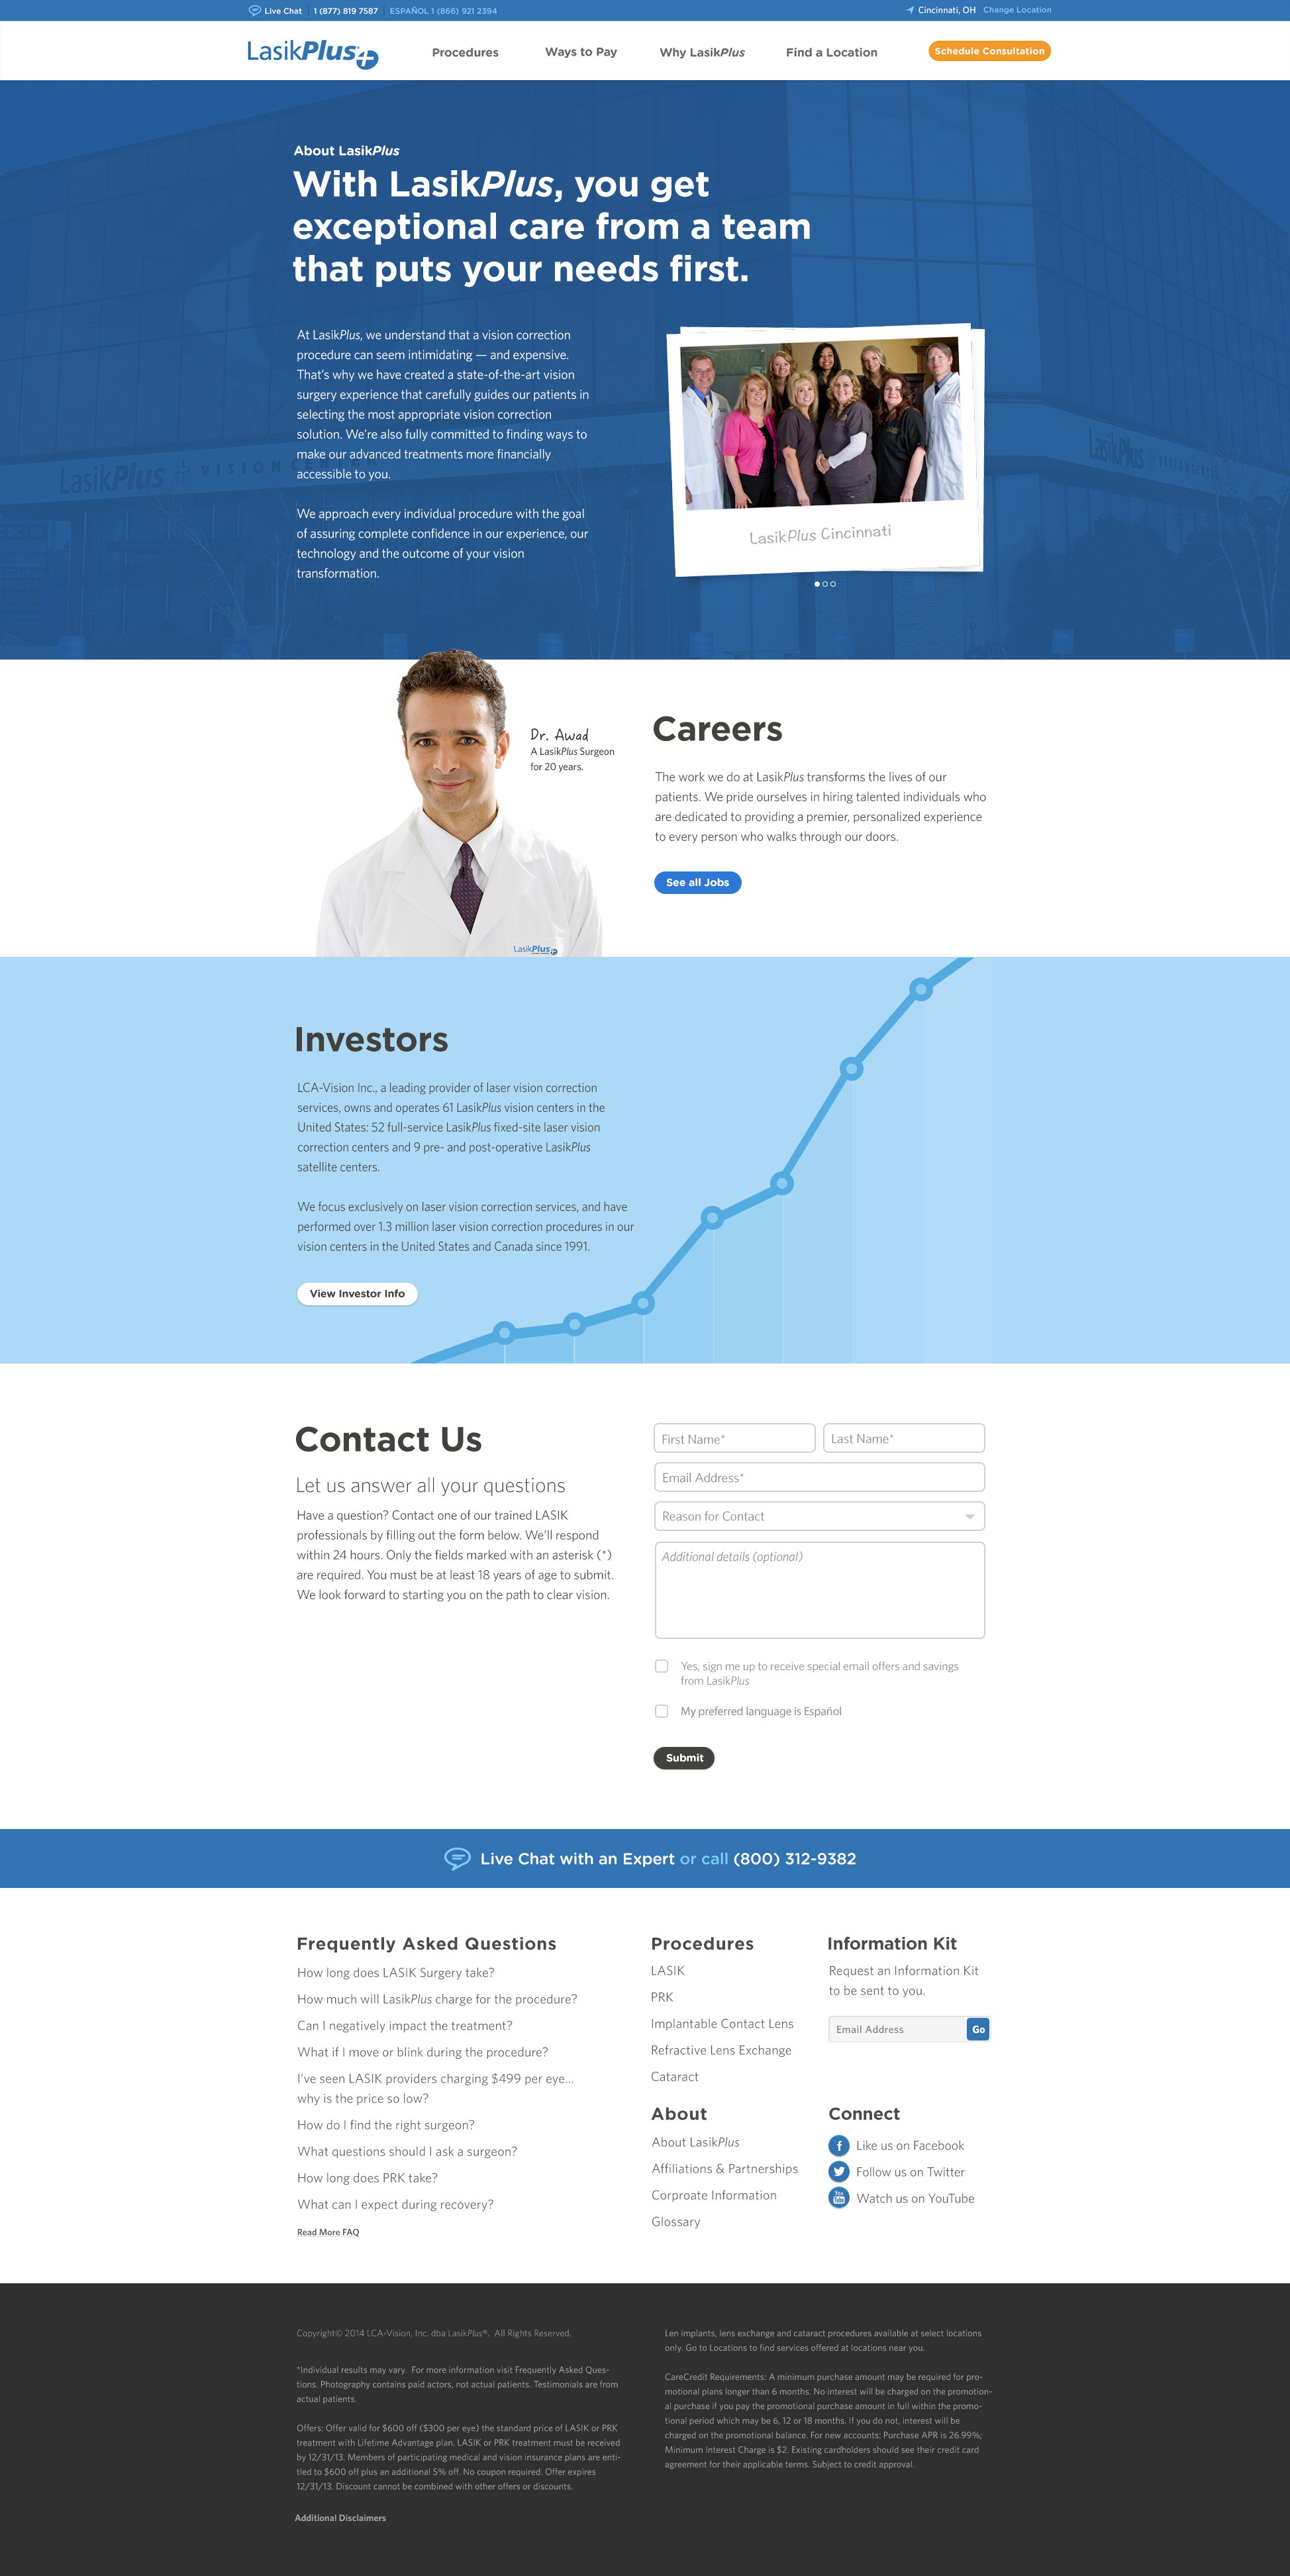 Live Chat
1 (877) 819 7587
ESPAÑOL 1 (866) 921 2394
Cincinnati, OH
Change Location
LasikPlus
Procedures
Ways to Pay
Why LasikPlus
Find a Location
Schedule Consultation
About LasikPlus
With LasikPlus, you get
exceptional care from a team
that puts your needs first.
At LasikPlus, we understand that a vision correction
procedure can seem intimidating — and expensive.
That's why we have created a state-of-the-art vision
surgery experience that carefully guides our patients in
selecting the most appropriate vision correction
solution. We're also fully committed to finding ways to
make our advanced treatments more financially
accessible to you.
We approach every individual procedure with the goal
of assuring complete confidence in our experience, our
technology and the outcome of your vision
transformation.
LasikPlus VISION CENTER
LasikPlus VISION CENTER
LasikPlus Cincinnati
Dr. Awad
A LasikPlus Surgeon
for 20 years.
LasikPlus
Careers
The work we do at LasikPlus transforms the lives of our
patients. We pride ourselves in hiring talented individuals who
are dedicated to providing a premier, personalized experience
to every person who walks through our doors.
See all Jobs
Investors
LCA-Vision Inc., a leading provider of laser vision correction
services, owns and operates 61 LasikPlus vision centers in the
United States: 52 full-service LasikPlus fixed-site laser vision
correction centers and 9 pre- and post-operative LasikPlus
satellite centers.
We focus exclusively on laser vision correction services, and have
performed over 1.3 million laser vision correction procedures in our
vision centers in the United States and Canada since 1991.
View Investor Info
Contact Us
Let us answer all your questions
Have a question? Contact one of our trained LASIK
professionals by filling out the form below. We'll respond
within 24 hours. Only the fields marked with an asterisk (*)
are required. You must be at least 18 years of age to submit.
We look forward to starting you on the path to clear vision.
First Name*
Last Name*
Email Address*
Reason for Contact
Additional details (optional)
Yes, sign me up to receive special email offers and savings
from LasikPlus
My preferred language is Español
Submit
Live Chat with an Expert or call (800) 312-9382
Frequently Asked Questions
How long does LASIK Surgery take?
How much will LasikPlus charge for the procedure?
Can I negatively impact the treatment?
What if I move or blink during the procedure?
I've seen LASIK providers charging $499 per eye...
why is the price so low?
How do I find the right surgeon?
What questions should I ask a surgeon?
How long does PRK take?
What can I expect during recovery?
Read More FAQ
Procedures
LASIK
PRK
Implantable Contact Lens
Refractive Lens Exchange
Cataract
About
About LasikPlus
Affiliations & Partnerships
Corproate Information
Glossary
Information Kit
Request an Information Kit
to be sent to you.
Email Address
Go
Connect
Like us on Facebook
Follow us on Twitter
You
Tube
Watch us on YouTube
Copyright© 2014 LCA-Vision, Inc. dba LasikPlus®. All Rights Reserved.
*Individual results may vary. For more information visit Frequently Asked Ques-
tions. Photography contains paid actors, not actual patients. Testimonials are from
actual patients.
Offers: Offer valid for $600 off ($300 per eye) the standard price of LASIK or PRK
treatment with Lifetime Advantage plan. LASIK or PRK treatment must be received
by 12/31/13. Members of participating medical and vision insurance plans are enti-
tled to $600 off plus an additional 5% off. No coupon required. Offer expires
12/31/13. Discount cannot be combined with other offers or discounts.
Additional Disclaimers
Len implants, lens exchange and cataract procedures available at select locations
only. Go to Locations to find services offered at locations near you.
CareCredit Requirements: A minimum purchase amount may be required for pro-
motional plans longer than 6 months. No interest will be charged on the promotion-
al purchase if you pay the promotional purchase amount in full within the promo-
tional period which may be 6, 12 or 18 months. If you do not, interest will be
charged on the promotional balance. For new accounts: Purchase APR is 26.99%;
Minimum Interest Charge is $2. Existing cardholders should see their credit card
agreement for their applicable terms. Subject to credit approval.